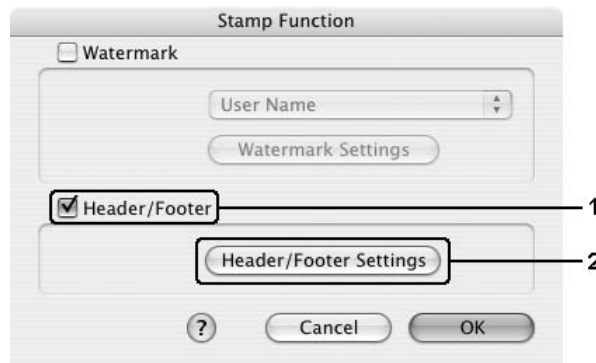 Stamp Function
Watermark
User Name
Watermark Settings
Header/Footer
1
Header/Footer Settings
2
? Cancel OK